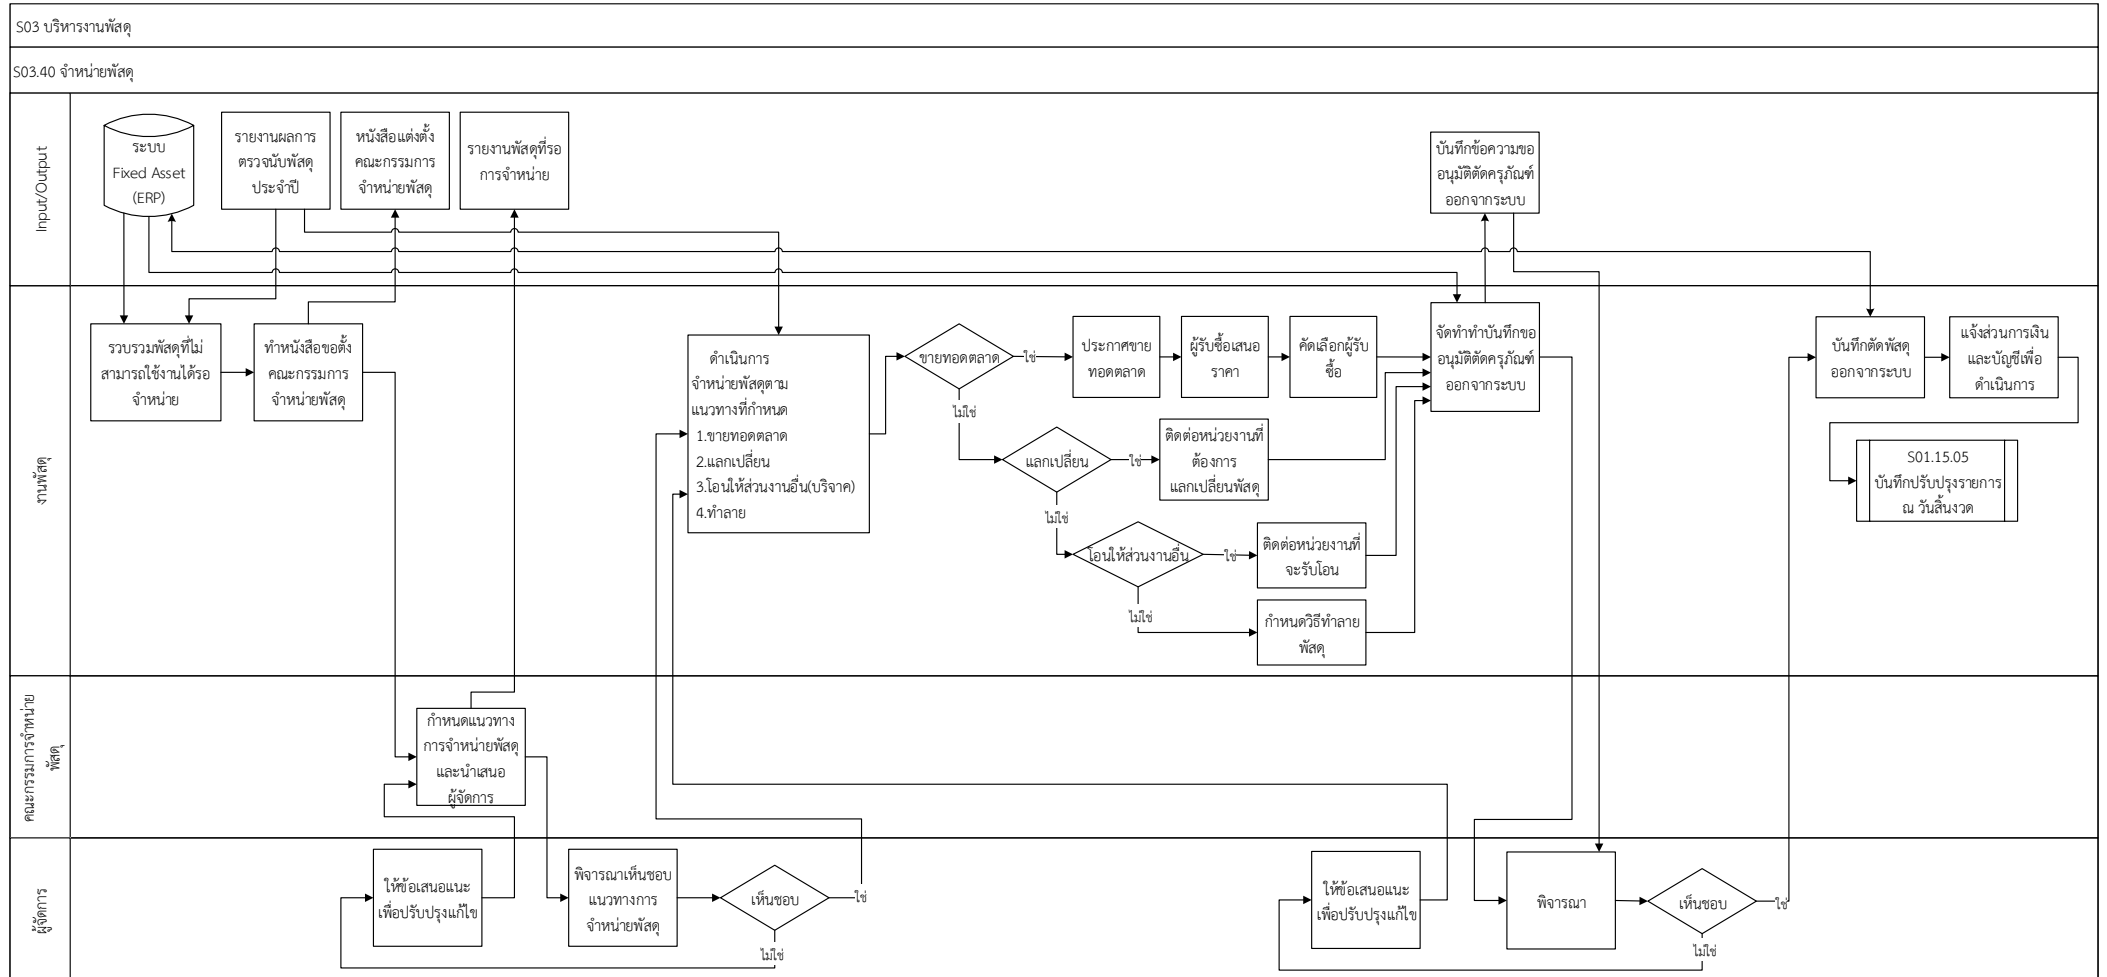 S03 บริหารงานพัสดุ
S03.40 จำหน่ายพัสดุ
Input/Output
ระบบ
Fixed Asset
(ERP)
รายงานผลการ
ตรวจนับพัสดุ
ประจำปี
หนังสือแต่งตั้ง
คณะกรรมการ
จำหน่ายพัสดุ
รายงานพัสดุที่รอ
การจำหน่าย
บันทึกข้อความขอ
อนุมัติตัดครุภัณฑ์
ออกจากระบบ
งานพัสดุ
รวบรวมพัสดุที่ไม่
สามารถใช้งานได้รอ
จำหน่าย
ทำหนังสือขอตั้ง
คณะกรรมการ
จำหน่ายพัสดุ
ดำเนินการ
จำหน่ายพัสดุตาม
แนวทางที่กำหนด
1.ขายทอดตลาด
2.แลกเปลี่ยน
3.โอนให้ส่วนงานอื่น(บริจาค)
4.ทำลาย
ขายทอดตลาด
ใช่
ไม่ใช่
ประกาศขาย
ทอดตลาด
ผู้รับซื้อเสนอ
ราคา
คัดเลือกผู้รับ
ซื้อ
จัดทำทำบันทึกขอ
อนุมัติตัดครุภัณฑ์
ออกจากระบบ
บันทึกตัดพัสดุ
ออกจากระบบ
แจ้งส่วนการเงิน
และบัญชีเพื่อ
ดำเนินการ
แลกเปลี่ยน
ใช่
ไม่ใช่
ติดต่อหน่วยงานที่
ต้องการ
แลกเปลี่ยนพัสดุ
S01.15.05
บันทึกปรับปรุงรายการ
ณ วันสิ้นงวด
โอนให้ส่วนงานอื่น
ใช่
ไม่ใช่
ติดต่อหน่วยงานที่
จะรับโอน
กำหนดวิธีทำลาย
พัสดุ
คณะกรรมการจำหน่าย
พัสดุ
กำหนดแนวทาง
การจำหน่ายพัสดุ
และนำเสนอ
ผู้จัดการ
ผู้จัดการ
ให้ข้อเสนอแนะ
เพื่อปรับปรุงแก้ไข
พิจารณาเห็นชอบ
แนวทางการ
จำหน่ายพัสดุ
เห็นชอบ
ใช่
ไม่ใช่
ให้ข้อเสนอแนะ
เพื่อปรับปรุงแก้ไข
พิจารณา
เห็นชอบ
ใช่
ไม่ใช่